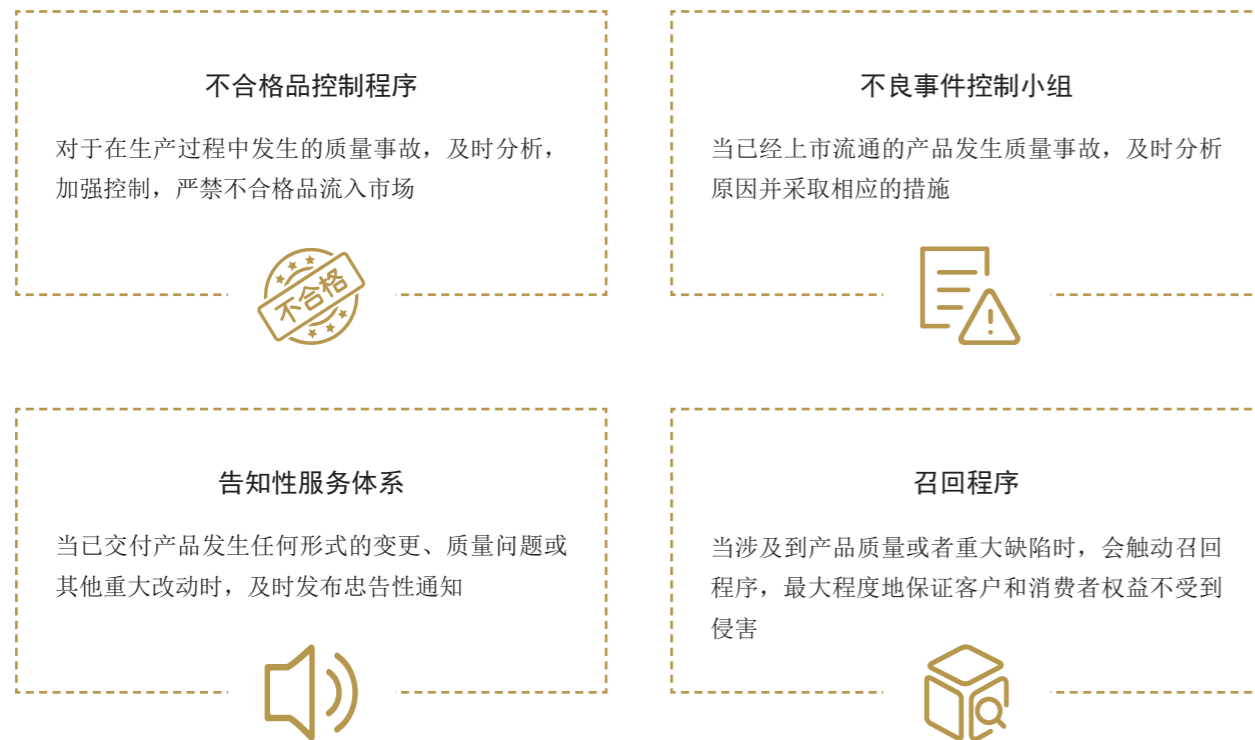 不合格品控制程序
对于在生产过程中发生的质量事故，及时分析，
加强控制，严禁不合格品流入市场
不合格
不良事件控制小组
当已经上市流通的产品发生质量事故，及时分析
原因并采取相应的措施
告知性服务体系
当已交付产品发生任何形式的变更、质量问题或
其他重大改动时，及时发布忠告性通知
召回程序
当涉及到产品质量或者重大缺陷时，会触动召回
程序，最大程度地保证客户和消费者权益不受到
侵害